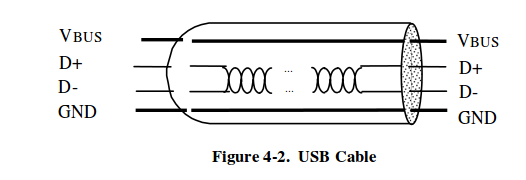 VBUS
D+
D-
GND
...
...
VBUS
D+
D-
GND
Figure 4-2. USB Cable